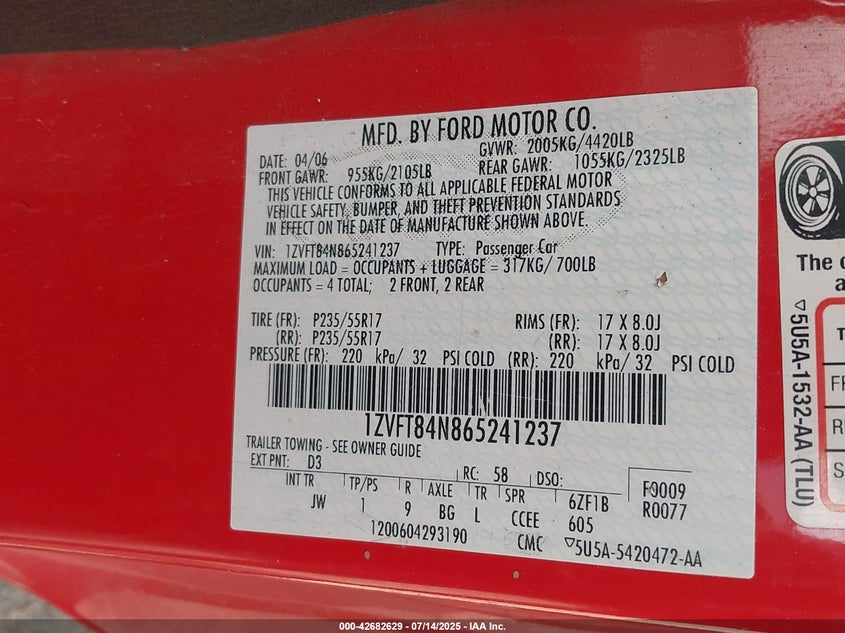 MFD. BY FORD MOTOR CO.
DATE: 04/06 GVWR: 2005KG/4420LB
FRONT GAWR: 955KG/2105LB REAR GAWR: 1055KG/2325LB
THIS VEHICLE CONFORMS TO ALL APPLICABLE FEDERAL MOTOR
VEHICLE SAFETY, BUMPER, AND THEFT PREVENTION STANDARDS
IN EFFECT ON THE DATE OF MANUFACTURE SHOWN ABOVE.
VIN: 1ZVFT84N865241237 TYPE: Passenger Car
MAXIMUM LOAD = OCCUPANTS + LUGGAGE = 317KG/ 700LB
OCCUPANTS = 4 TOTAL; 2 FRONT, 2 REAR
TIRE (FR): P235/55R17 RIMS (FR): 17 X 8.0J
(RR): P235/55R17 (RR): 17 X 8.0J
PRESSURE (FR): 220 kPa/ 32 PSI COLD (RR): 220 kPa/ 32 PSI COLD
1ZVFT84N865241237
TRAILER TOWING - SEE OWNER GUIDE
EXT PNT: D3 RC: 58 DSO:
INT TR TP/PS R AXLE TR SPR 6ZF1B F0009
JW 1 9 BG L CCEE 605 R0077
1200604293190 CMC ▽5U5A-5420472-AA
The
▽5U5A-1532-AA (TLU)
000-42682629 - 07/14/2025 - IAA Inc.